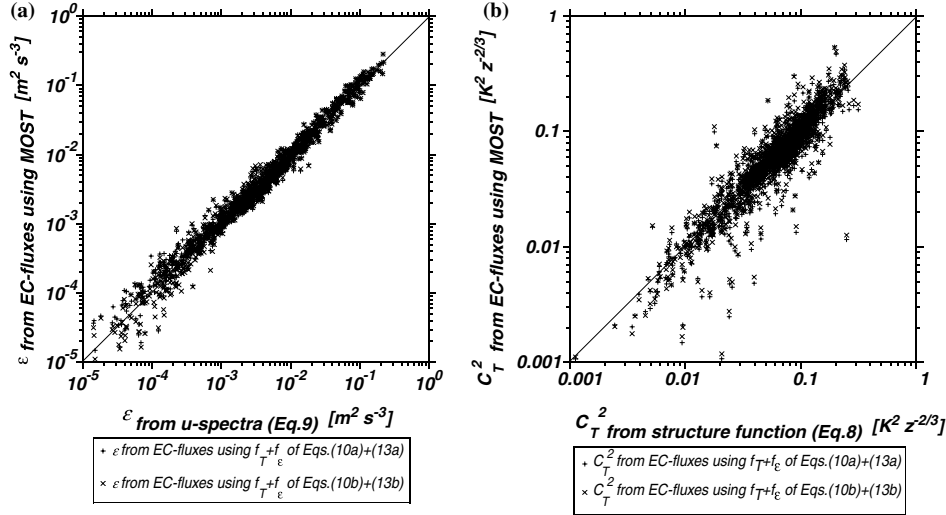 (a)
ε from EC-fluxes using MOST [m² s⁻³]
10⁰
10⁻¹
10⁻²
10⁻³
10⁻⁴
10⁻⁵
10⁻⁵ 10⁻⁴ 10⁻³ 10⁻² 10⁻¹ 10⁰
ε from u-spectra (Eq.9) [m² s⁻³]
+ ε from EC-fluxes using f_T+f_ε of Eqs.(10a)+(13a)
× ε from EC-fluxes using f_T+f_ε of Eqs.(10b)+(13b)
(b)
C_T² from EC-fluxes using MOST [K² z⁻²/³]
1
0.1
0.01
0.001
0.001 0.01 0.1 1
C_T² from structure function (Eq.8) [K² z⁻²/³]
+ C_T² from EC-fluxes using f_T+f_ε of Eqs.(10a)+(13a)
× C_T² from EC-fluxes using f_T+f_ε of Eqs.(10b)+(13b)